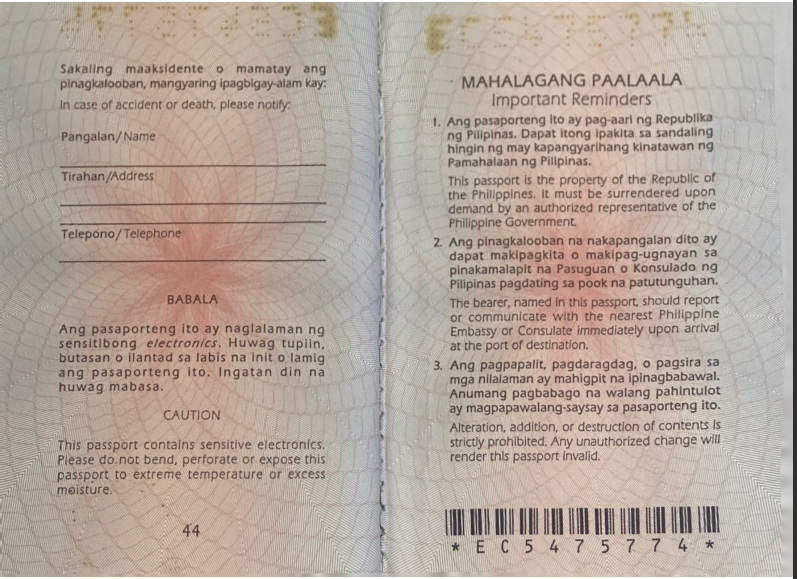 Sakaling maaksidente o mamatay ang
pinagkalooban, mangyaring ipagbigay-alam kay:
In case of accident or death, please notify:
Pangalan/Name
Tirahan/Address
Telepono/Telephone
BABALA
Ang pasaporteng ito ay naglalaman ng
sensitibong electronics. Huwag tupiin,
butasan o ilantad sa labis na init o lamig
ang pasaporteng ito. Ingatan din na
huwag mabasa.
CAUTION
This passport contains sensitive electronics.
Please do not bend, perforate or expose this
passport to extreme temperature or excess
moisture.
44
MAHALAGANG PAALAALA
Important Reminders
1. Ang pasaporteng ito ay pag-aari ng Republika
ng Pilipinas. Dapat itong ipakita sa sandaling
hingin ng may kapangyarihang kinatawan ng
Pamahalaan ng Pilipinas.
This passport is the property of the Republic of
the Philippines. It must be surrendered upon
demand by an authorized representative of the
Philippine Government.
2. Ang pinagkalooban na nakapangalan dito ay
dapat makipagkita o makipag-ugnayan sa
pinakamalapit na Pasuguan o Konsulado ng
Pilipinas pagdating sa pook na patutunguhan.
The bearer, named in this passport, should report
or communicate with the nearest Philippine
Embassy or Consulate immediately upon arrival
at the port of destination.
3. Ang pagpapalit, pagdaragdag, o pagsira sa
mga nilalaman ay mahigpit na ipinagbabawal.
Anumang pagbabago na walang pahintulot
ay magpapawalang-saysay sa pasaporteng ito.
Alteration, addition, or destruction of contents is
strictly prohibited. Any unauthorized change will
render this passport invalid.
* E C 5 4 7 5 7 7 4 *